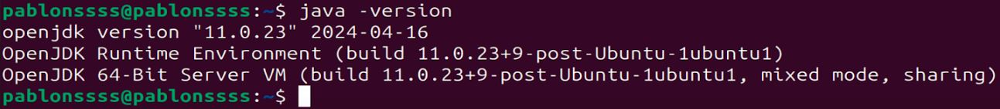 pablonssss@pablonssss:~$ java -version
openjdk version "11.0.23" 2024-04-16
OpenJDK Runtime Environment (build 11.0.23+9-post-Ubuntu-1ubuntu1)
OpenJDK 64-Bit Server VM (build 11.0.23+9-post-Ubuntu-1ubuntu1, mixed mode, sharing)
pablonssss@pablonssss:~$